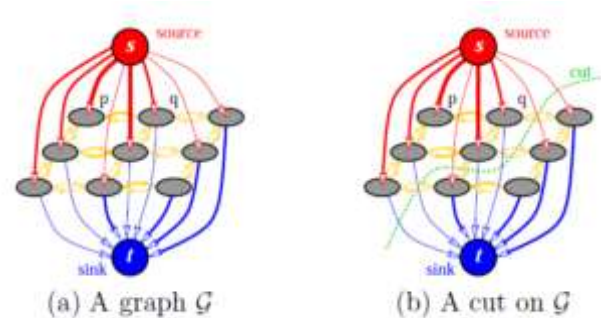 s source
p q
t
sink
(a) A graph 𝒢
s source
cut
p q
t
sink
(b) A cut on 𝒢